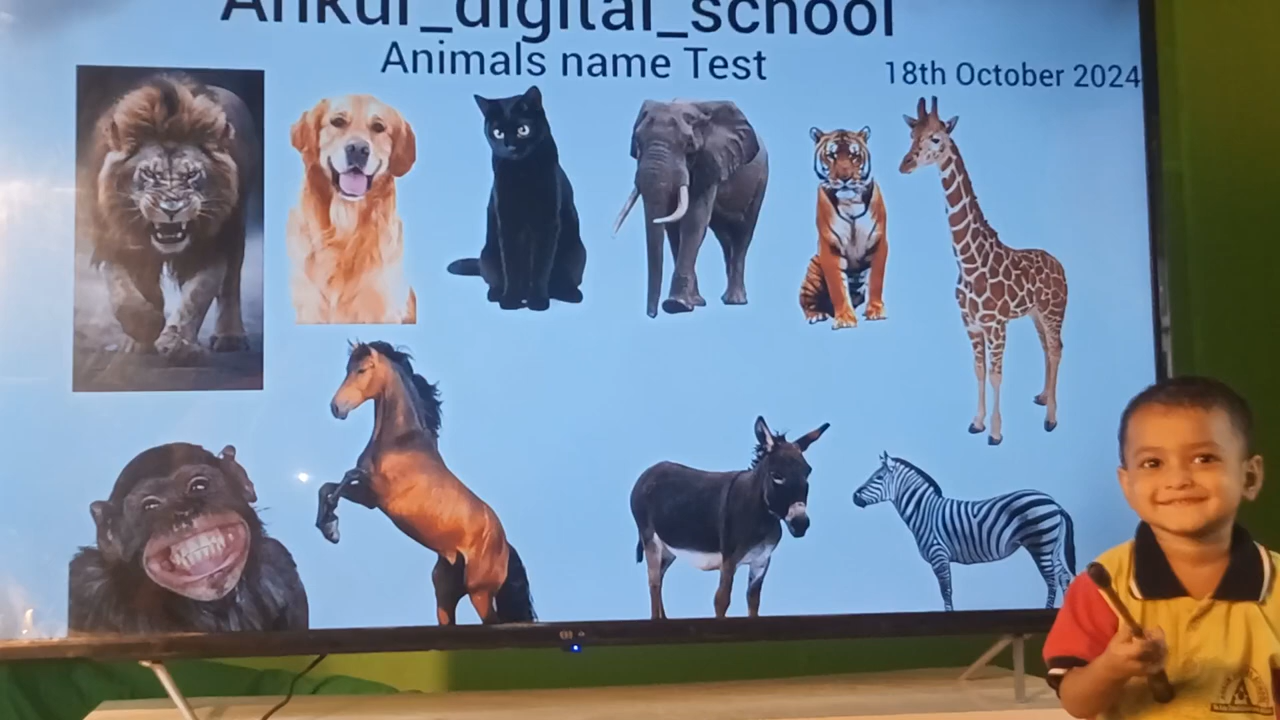 Ankur_digital_school
Animals name Test
18th October 2024